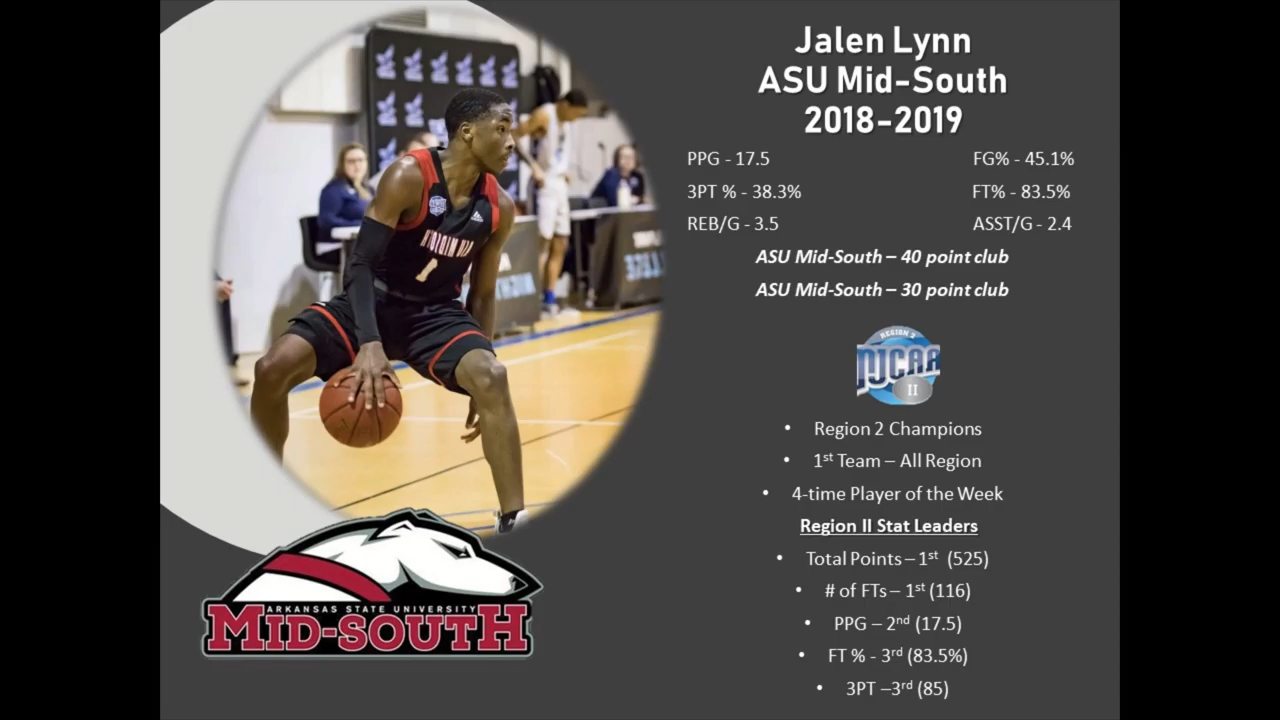 Jalen Lynn
ASU Mid-South
2018-2019
PPG - 17.5
FG% - 45.1%
3PT % - 38.3%
FT% - 83.5%
REB/G - 3.5
ASST/G - 2.4
ASU Mid-South – 40 point club
ASU Mid-South – 30 point club
REGION 2
NJCAA
II
• Region 2 Champions
• 1st Team – All Region
• 4-time Player of the Week
Region II Stat Leaders
• Total Points – 1st (525)
• # of FTs – 1st (116)
• PPG – 2nd (17.5)
• FT % - 3rd (83.5%)
• 3PT –3rd (85)
1
ARKANSAS STATE UNIVERSITY
MID-SOUTH